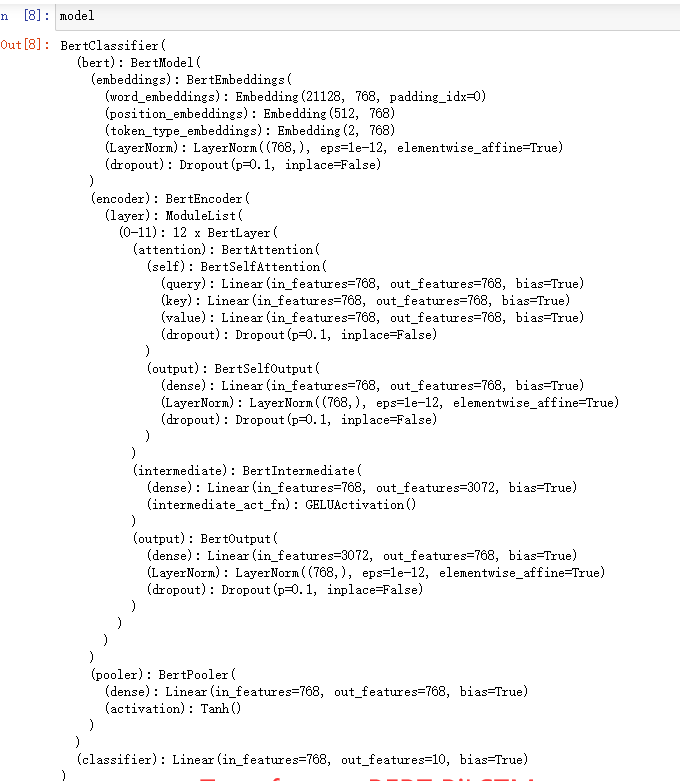 n [8]: model
Out[8]: BertClassifier(
(bert): BertModel(
(embeddings): BertEmbeddings(
(word_embeddings): Embedding(21128, 768, padding_idx=0)
(position_embeddings): Embedding(512, 768)
(token_type_embeddings): Embedding(2, 768)
(LayerNorm): LayerNorm((768,), eps=1e-12, elementwise_affine=True)
(dropout): Dropout(p=0.1, inplace=False)
)
(encoder): BertEncoder(
(layer): ModuleList(
(0-11): 12 x BertLayer(
(attention): BertAttention(
(self): BertSelfAttention(
(query): Linear(in_features=768, out_features=768, bias=True)
(key): Linear(in_features=768, out_features=768, bias=True)
(value): Linear(in_features=768, out_features=768, bias=True)
(dropout): Dropout(p=0.1, inplace=False)
)
(output): BertSelfOutput(
(dense): Linear(in_features=768, out_features=768, bias=True)
(LayerNorm): LayerNorm((768,), eps=1e-12, elementwise_affine=True)
(dropout): Dropout(p=0.1, inplace=False)
)
)
(intermediate): BertIntermediate(
(dense): Linear(in_features=768, out_features=3072, bias=True)
(intermediate_act_fn): GELUActivation()
)
(output): BertOutput(
(dense): Linear(in_features=3072, out_features=768, bias=True)
(LayerNorm): LayerNorm((768,), eps=1e-12, elementwise_affine=True)
(dropout): Dropout(p=0.1, inplace=False)
)
)
)
)
(pooler): BertPooler(
(dense): Linear(in_features=768, out_features=768, bias=True)
(activation): Tanh()
)
)
(classifier): Linear(in_features=768, out_features=10, bias=True)
)